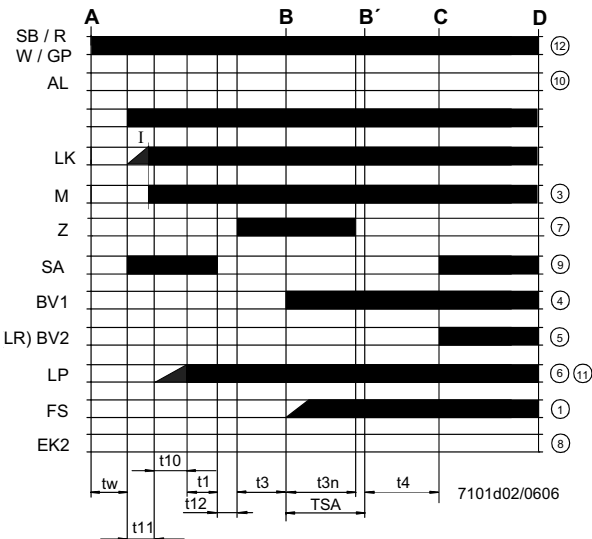 A B B´ C D
SB / R
W / GP ⑫
AL ⑩
I
LK
M ③
Z ⑦
SA ⑨
BV1 ④
LR) BV2 ⑤
LP ⑥ ⑪
FS ①
EK2 ⑧
t10
tw t1 t3 t3n t4 7101d02/0606
t12 TSA
t11